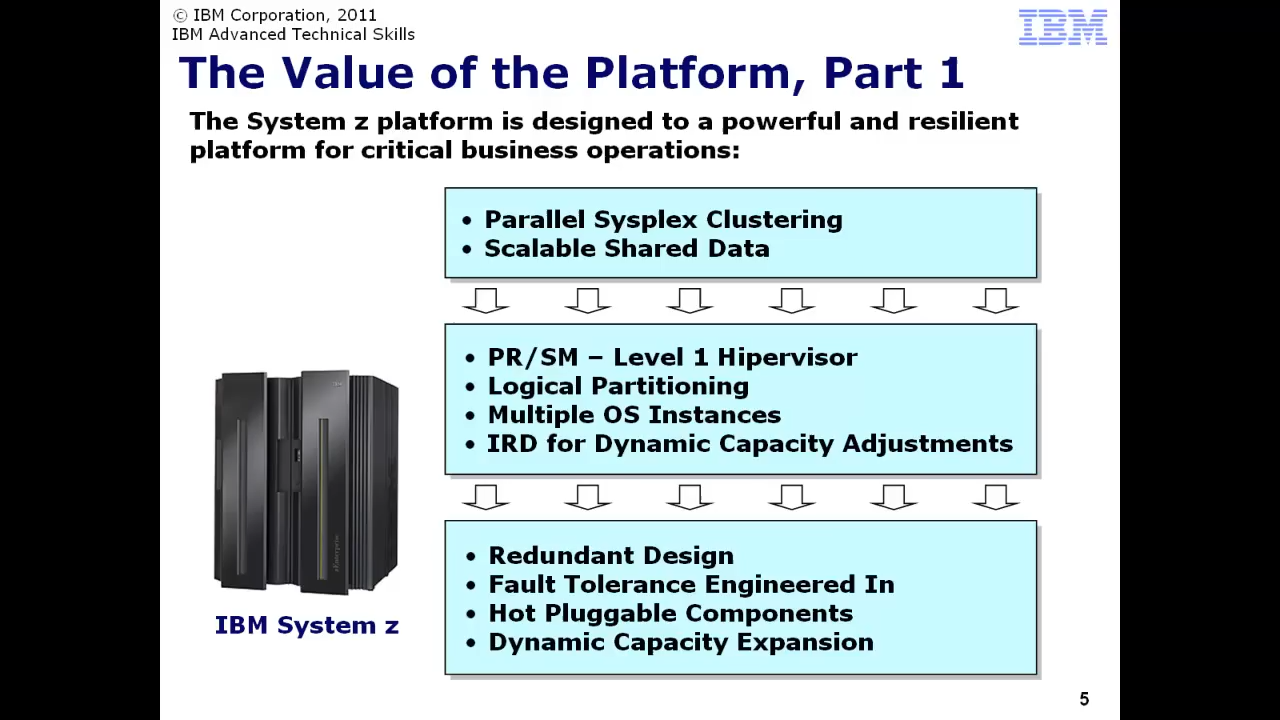 © IBM Corporation, 2011
IBM Advanced Technical Skills
IBM
The Value of the Platform, Part 1
The System z platform is designed to a powerful and resilient
platform for critical business operations:
• Parallel Sysplex Clustering
• Scalable Shared Data
• PR/SM – Level 1 Hipervisor
• Logical Partitioning
• Multiple OS Instances
• IRD for Dynamic Capacity Adjustments
• Redundant Design
• Fault Tolerance Engineered In
• Hot Pluggable Components
• Dynamic Capacity Expansion
zEnterprise
IBM System z
5